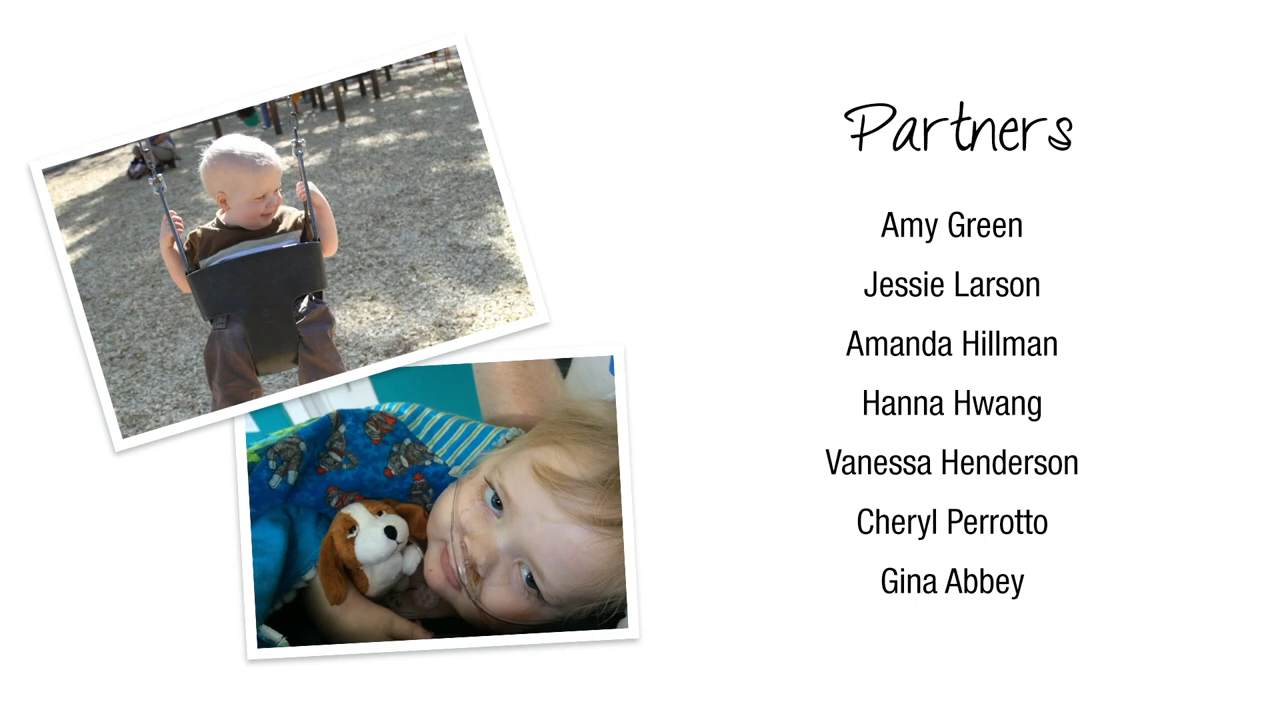 Partners
Amy Green
Jessie Larson
Amanda Hillman
Hanna Hwang
Vanessa Henderson
Cheryl Perrotto
Gina Abbey